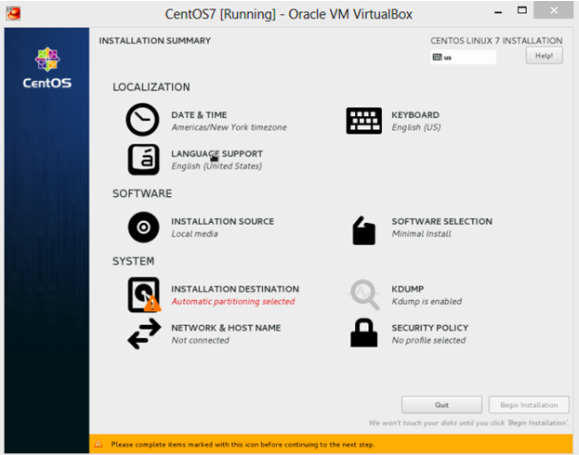 CentOS7 [Running] - Oracle VM VirtualBox
INSTALLATION SUMMARY
CENTOS LINUX 7 INSTALLATION
us
Help!
CentOS
LOCALIZATION
DATE & TIME
Americas/New York timezone
KEYBOARD
English (US)
LANGUAGE SUPPORT
English (United States)
SOFTWARE
INSTALLATION SOURCE
Local media
SOFTWARE SELECTION
Minimal Install
SYSTEM
INSTALLATION DESTINATION
Automatic partitioning selected
KDUMP
Kdump is enabled
NETWORK & HOST NAME
Not connected
SECURITY POLICY
No profile selected
Quit
Begin Installation
We won't touch your disks until you click 'Begin Installation'.
Please complete items marked with this icon before continuing to the next step.